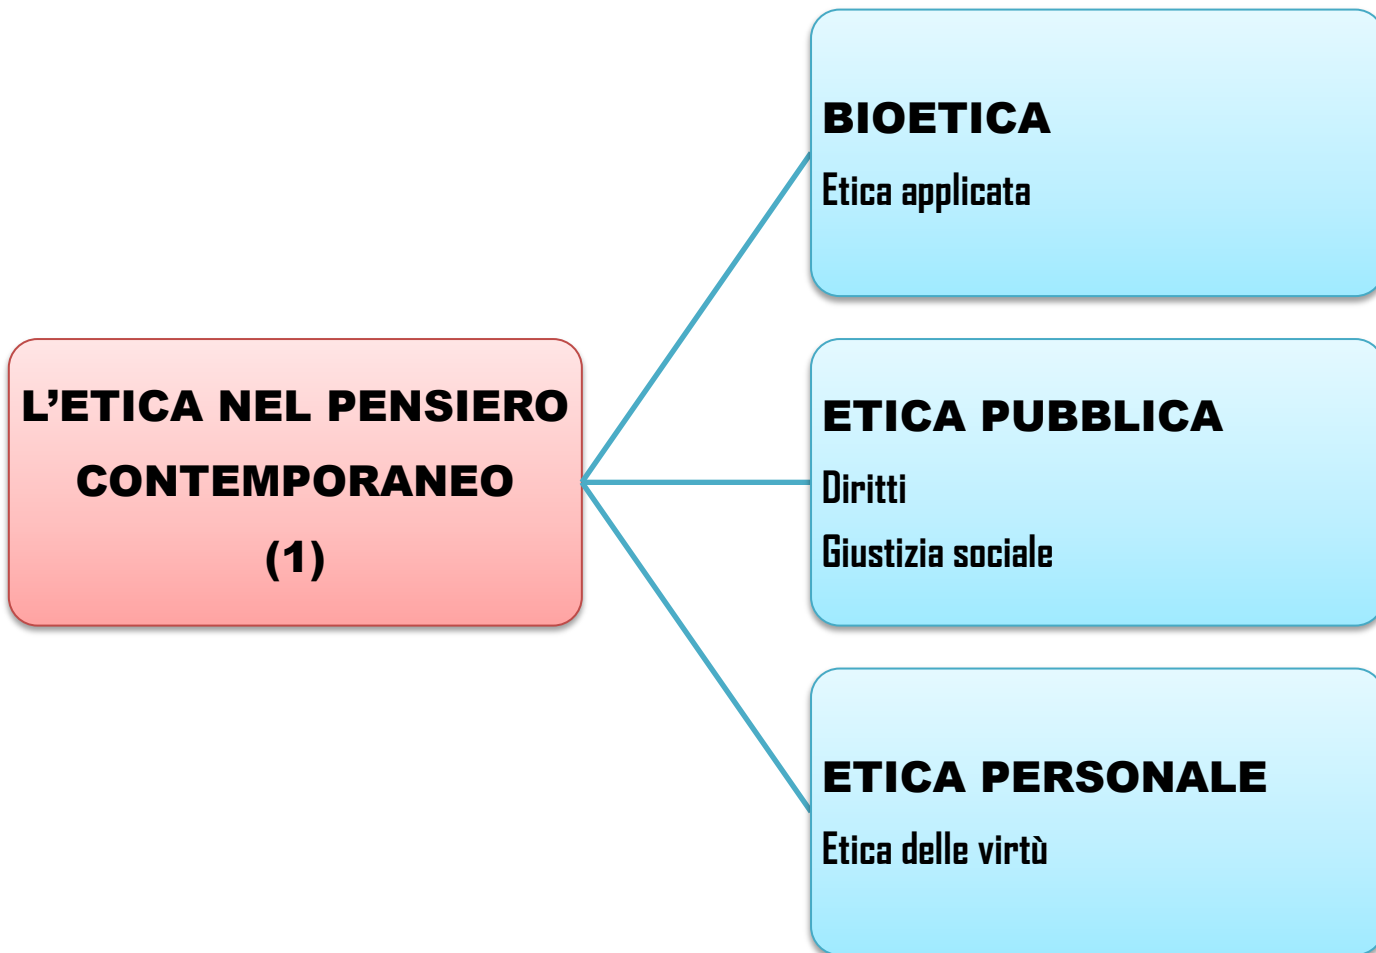 L’ETICA NEL PENSIERO
CONTEMPORANEO
(1)
BIOETICA
Etica applicata
ETICA PUBBLICA
Diritti
Giustizia sociale
ETICA PERSONALE
Etica delle virtù